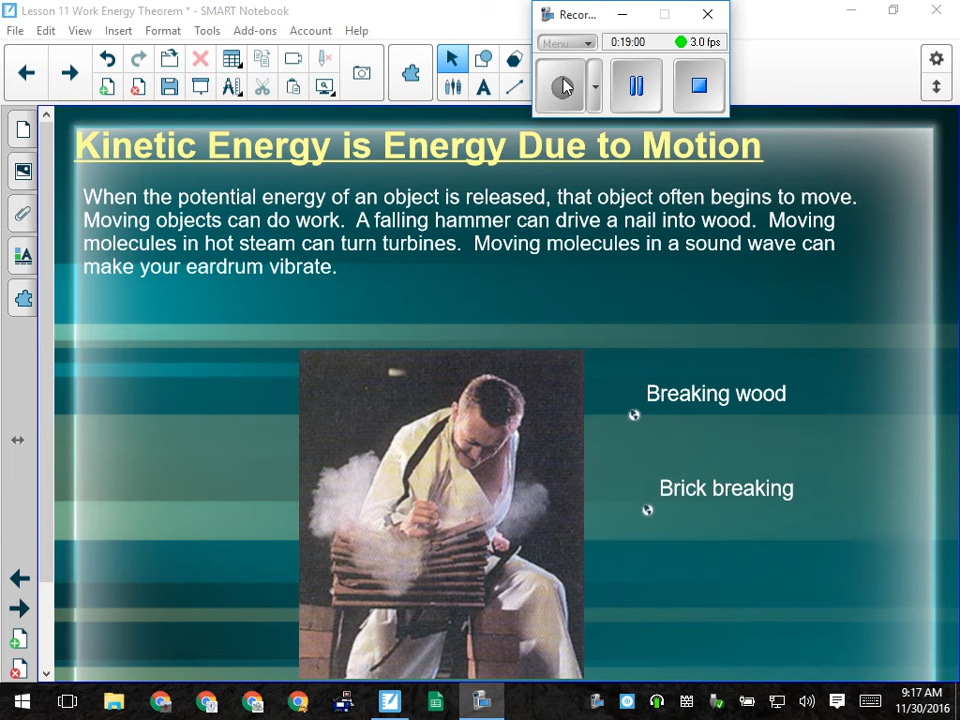 Lesson 11 Work Energy Theorem * - SMART Notebook
Recor...
File Edit View Insert Format Tools Add-ons Account Help
Menu
0:19:00
3.0 fps
Kinetic Energy is Energy Due to Motion
When the potential energy of an object is released, that object often begins to move.
Moving objects can do work. A falling hammer can drive a nail into wood. Moving
molecules in hot steam can turn turbines. Moving molecules in a sound wave can
make your eardrum vibrate.
Breaking wood
Brick breaking
9:17 AM
11/30/2016